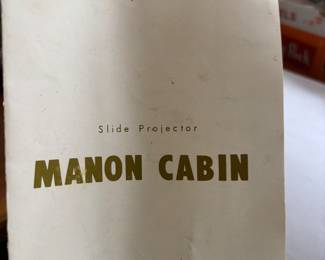 Slide Projector
MANON CABIN